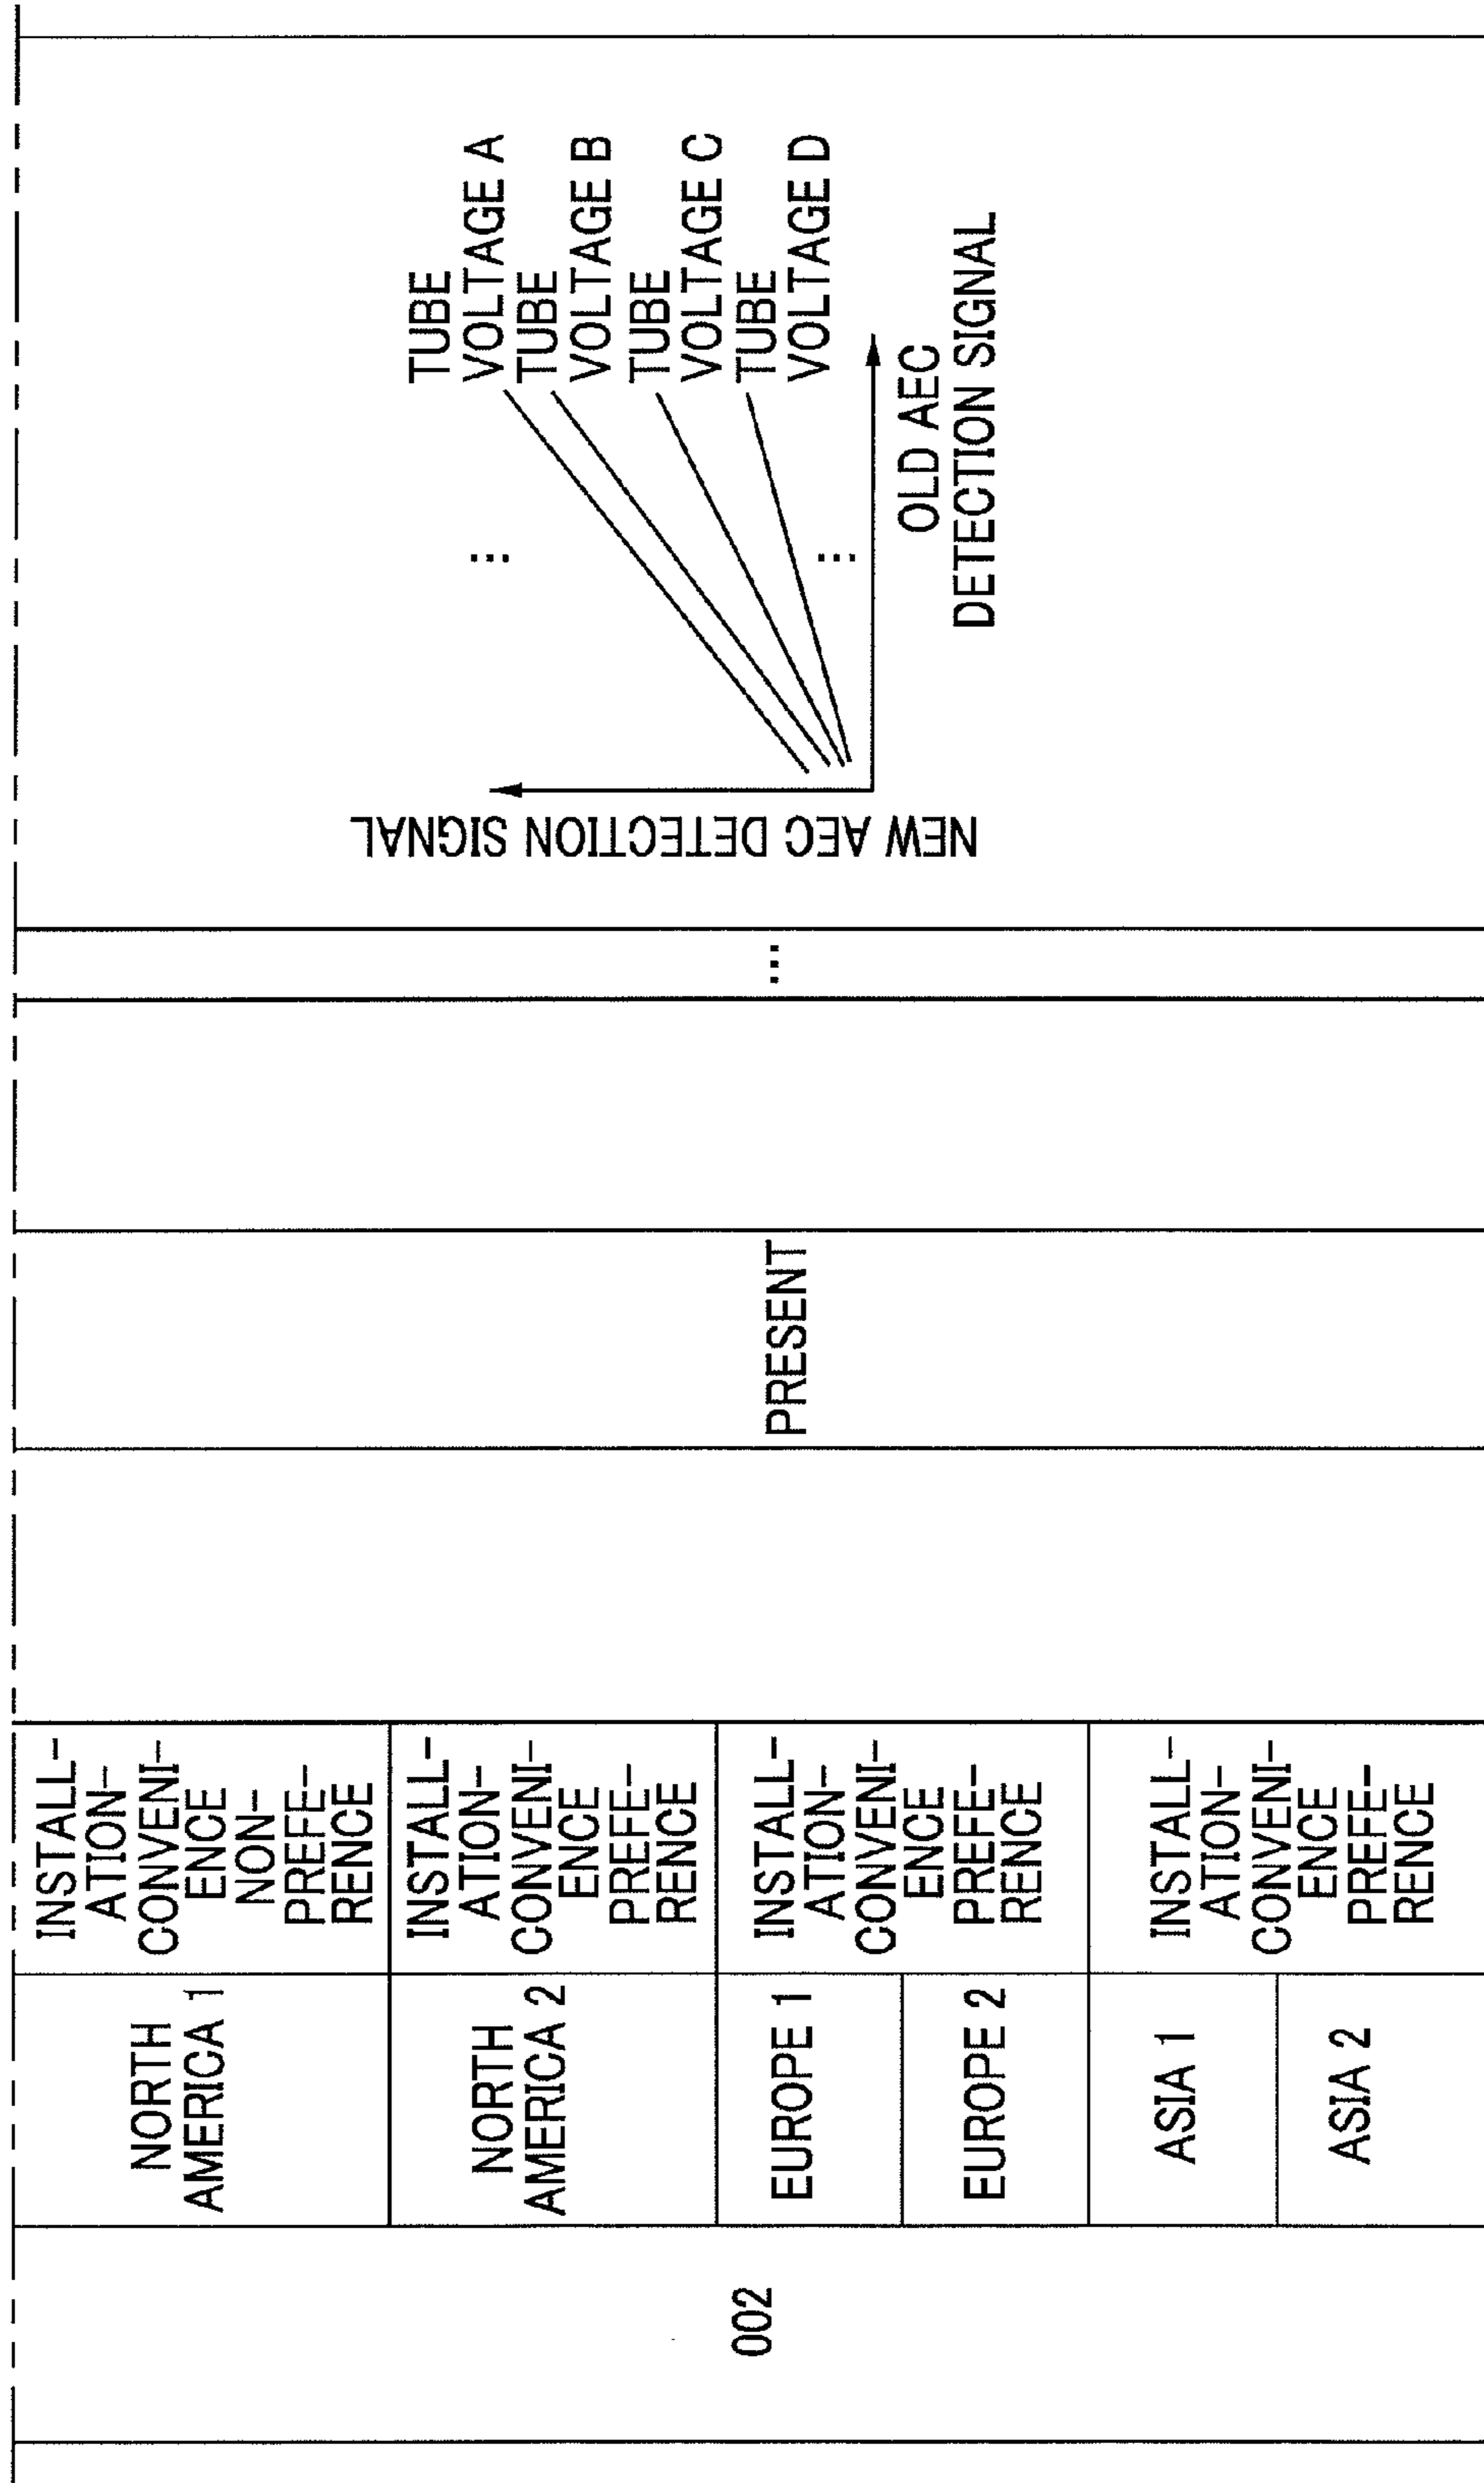 002
NORTH
AMERICA 1
INSTALL-
ATION-
CONVENI-
ENCE
NON-
PREFE-
RENCE
NORTH
AMERICA 2
INSTALL-
ATION-
CONVENI-
ENCE
PREFE-
RENCE
EUROPE 1
EUROPE 2
INSTALL-
ATION-
CONVENI-
ENCE
PREFE-
RENCE
ASIA 1
ASIA 2
INSTALL-
ATION-
CONVENI-
ENCE
PREFE-
RENCE
PRESENT
...
NEW AEC DETECTION SIGNAL
...
...
TUBE
VOLTAGE A
TUBE
VOLTAGE B
TUBE
VOLTAGE C
TUBE
VOLTAGE D
OLD AEC
DETECTION SIGNAL